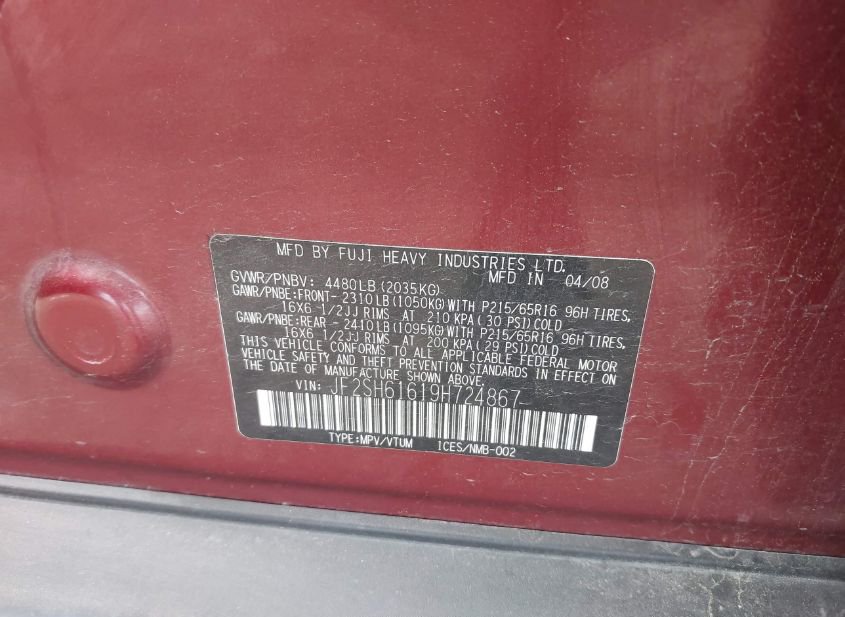 MFD BY FUJI HEAVY INDUSTRIES LTD.
GVWR/PNBV: 4480LB(2035KG) MFD IN 04/08
GAWR/PNBE:FRONT- 2310LB(1050KG)WITH P215/65R16 96H TIRES,
16X6 1/2JJ RIMS AT 210 KPA(30 PSI)COLD
GAWR/PNBE:REAR - 2410LB(1095KG)WITH P215/65R16 96H TIRES,
16X6 1/2JJ RIMS AT 200 KPA(29 PSI)COLD
THIS VEHICLE CONFORMS TO ALL APPLICABLE FEDERAL MOTOR
VEHICLE SAFETY AND THEFT PREVENTION STANDARDS IN EFFECT ON
THE DATE OF MANUFACTURE SHOWN ABOVE.
VIN: JF2SH61619H724867
TYPE:MPV/VTUM ICES/NMB-002